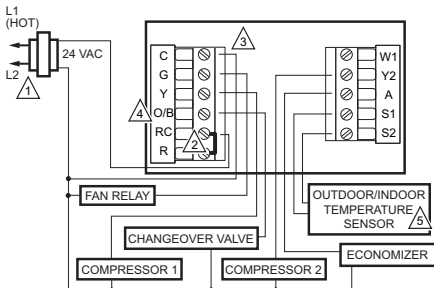 L1
(HOT)
L2
1
24 VAC
3
C
G
Y
O/B
RC
R
4
2
W1
Y2
A
S1
S2
FAN RELAY
OUTDOOR/INDOOR
TEMPERATURE
SENSOR
5
CHANGEOVER VALVE
ECONOMIZER
COMPRESSOR 1
COMPRESSOR 2